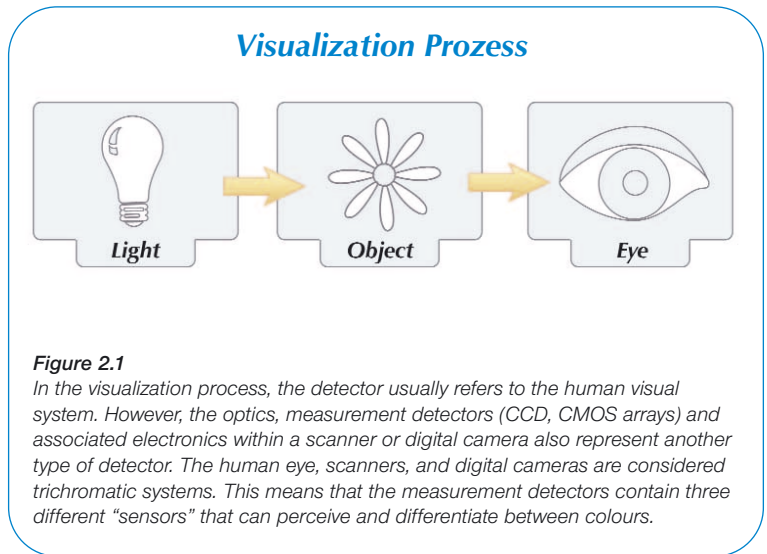 Visualization Prozess
Light
Object
Eye
Figure 2.1
In the visualization process, the detector usually refers to the human visual
system. However, the optics, measurement detectors (CCD, CMOS arrays) and
associated electronics within a scanner or digital camera also represent another
type of detector. The human eye, scanners, and digital cameras are considered
trichromatic systems. This means that the measurement detectors contain three
different “sensors” that can perceive and differentiate between colours.